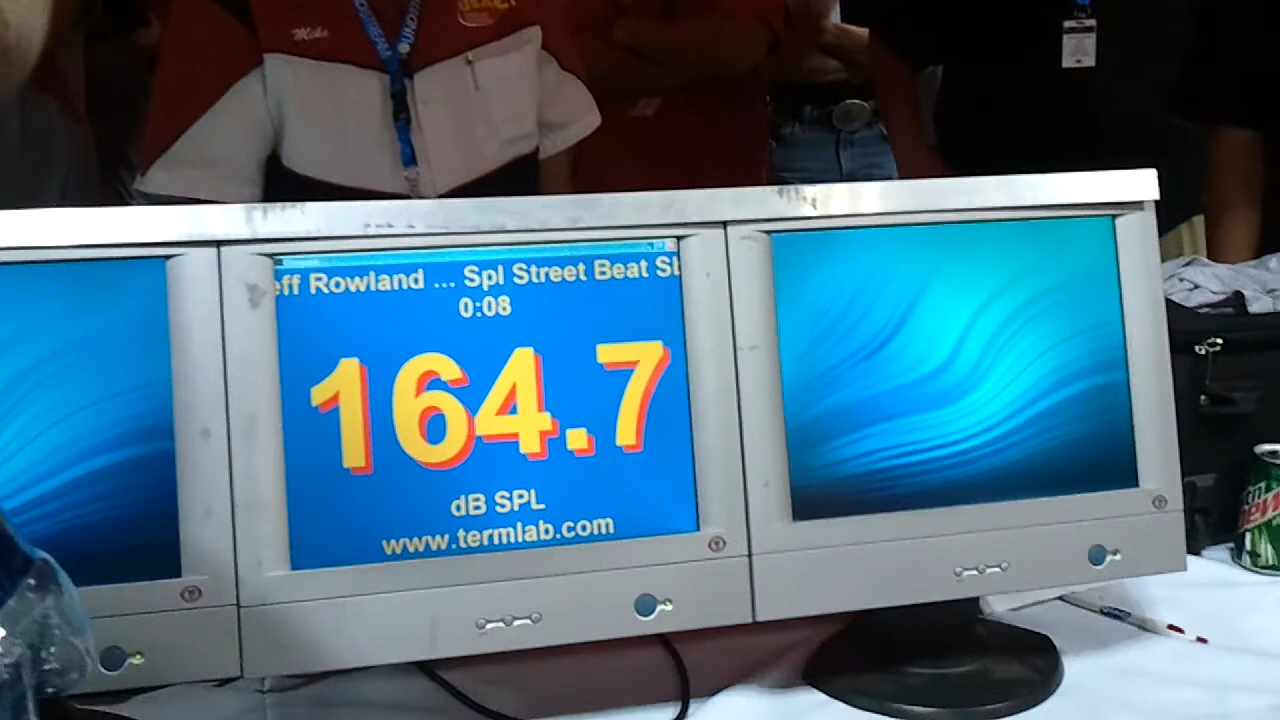 Mike
eff Rowland ... Spl Street Beat St
0:08
164.7
dB SPL
www.termlab.com